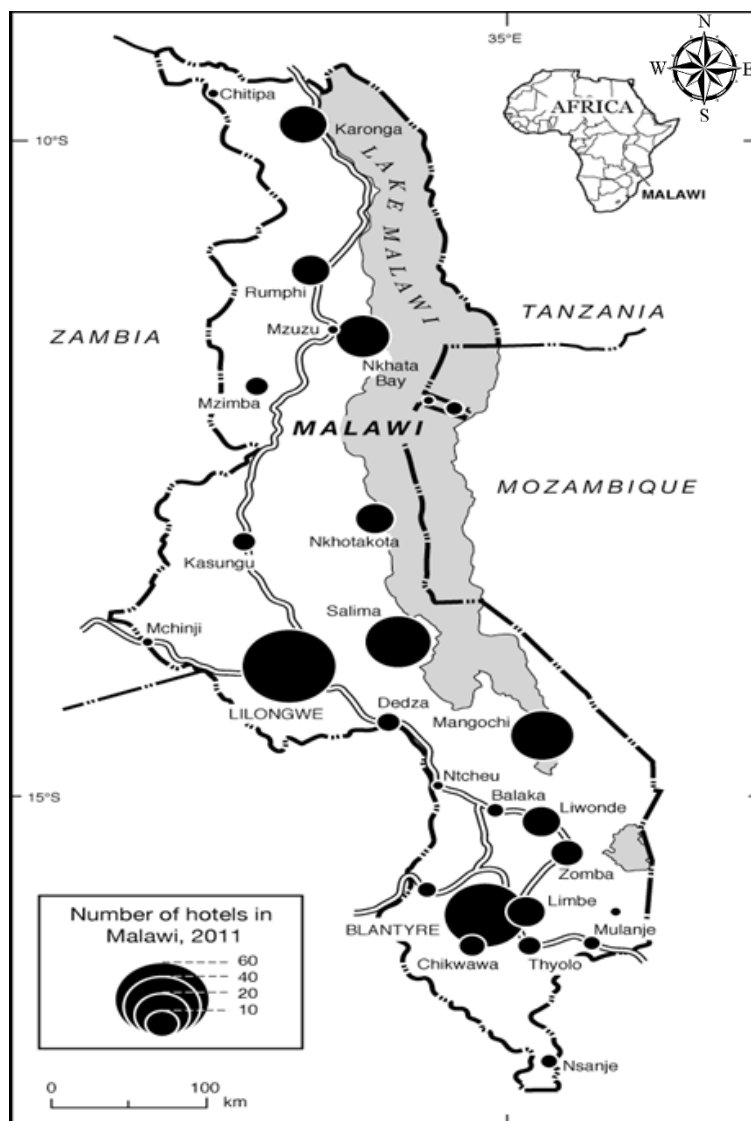 35°E
N
W E
S
AFRICA
MALAWI
Chitipa
10°S
Karonga
LAKE MALAWI
Rumphi
TANZANIA
ZAMBIA
Mzuzu
Nkhata
Bay
Mzimba
MALAWI
MOZAMBIQUE
Nkhotakota
Kasungu
Salima
Mchinji
LILONGWE
Dedza
Mangochi
Ntcheu
15°S
Balaka
Liwonde
Zomba
Limbe
BLANTYRE
Mulanje
Chikwawa
Thyolo
Number of hotels in
Malawi, 2011
60
40
20
10
Nsanje
0 100
km